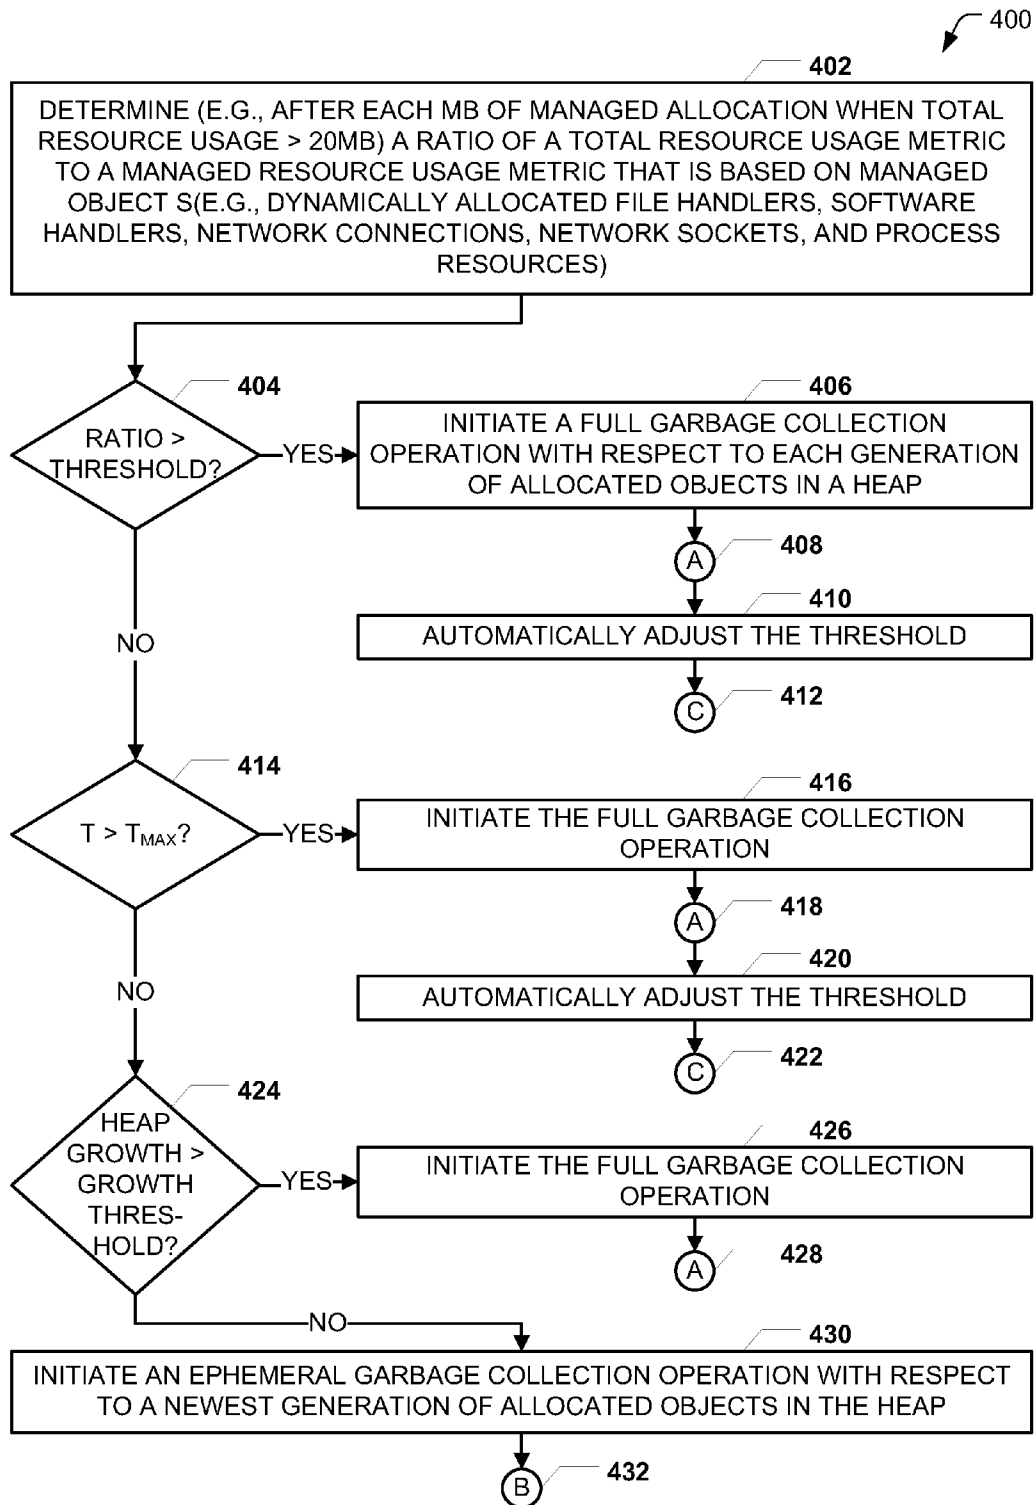 400
402
DETERMINE (E.G., AFTER EACH MB OF MANAGED ALLOCATION WHEN TOTAL
RESOURCE USAGE > 20MB) A RATIO OF A TOTAL RESOURCE USAGE METRIC
TO A MANAGED RESOURCE USAGE METRIC THAT IS BASED ON MANAGED
OBJECT S(E.G., DYNAMICALLY ALLOCATED FILE HANDLERS, SOFTWARE
HANDLERS, NETWORK CONNECTIONS, NETWORK SOCKETS, AND PROCESS
RESOURCES)
404
RATIO >
THRESHOLD?
YES
406
INITIATE A FULL GARBAGE COLLECTION
OPERATION WITH RESPECT TO EACH GENERATION
OF ALLOCATED OBJECTS IN A HEAP
A
408
410
AUTOMATICALLY ADJUST THE THRESHOLD
C
412
NO
414
T > TMAX?
YES
416
INITIATE THE FULL GARBAGE COLLECTION
OPERATION
A
418
420
AUTOMATICALLY ADJUST THE THRESHOLD
C
422
NO
424
HEAP
GROWTH >
GROWTH
THRES-
HOLD?
YES
426
INITIATE THE FULL GARBAGE COLLECTION
OPERATION
A
428
NO
430
INITIATE AN EPHEMERAL GARBAGE COLLECTION OPERATION WITH RESPECT
TO A NEWEST GENERATION OF ALLOCATED OBJECTS IN THE HEAP
B
432